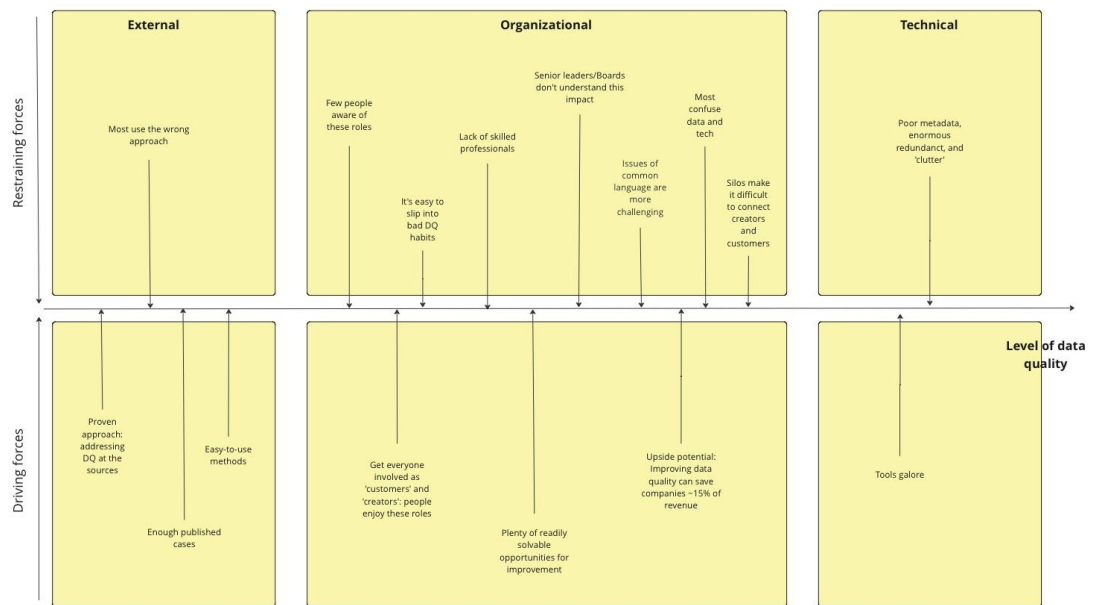 External
Organizational
Technical
Restraining forces
Most use the wrong
approach
Few people
aware of
these roles
It's easy to
slip into
bad DQ
habits
Lack of skilled
professionals
Senior leaders/Boards
don't understand this
impact
Issues of
common
language are
more
challenging
Most
confuse
data and
tech
Silos make
it difficult
to connect
creators
and
customers
Poor metadata,
enormous
redundanct, and
'clutter'
Level of data
quality
Driving forces
Proven
approach:
addressing
DQ at the
sources
Enough published
cases
Easy-to-use
methods
Get everyone
involved as
'customers' and
'creators': people
enjoy these roles
Plenty of readily
solvable
opportunities for
improvement
Upside potential:
Improving data
quality can save
companies ~15% of
revenue
Tools galore